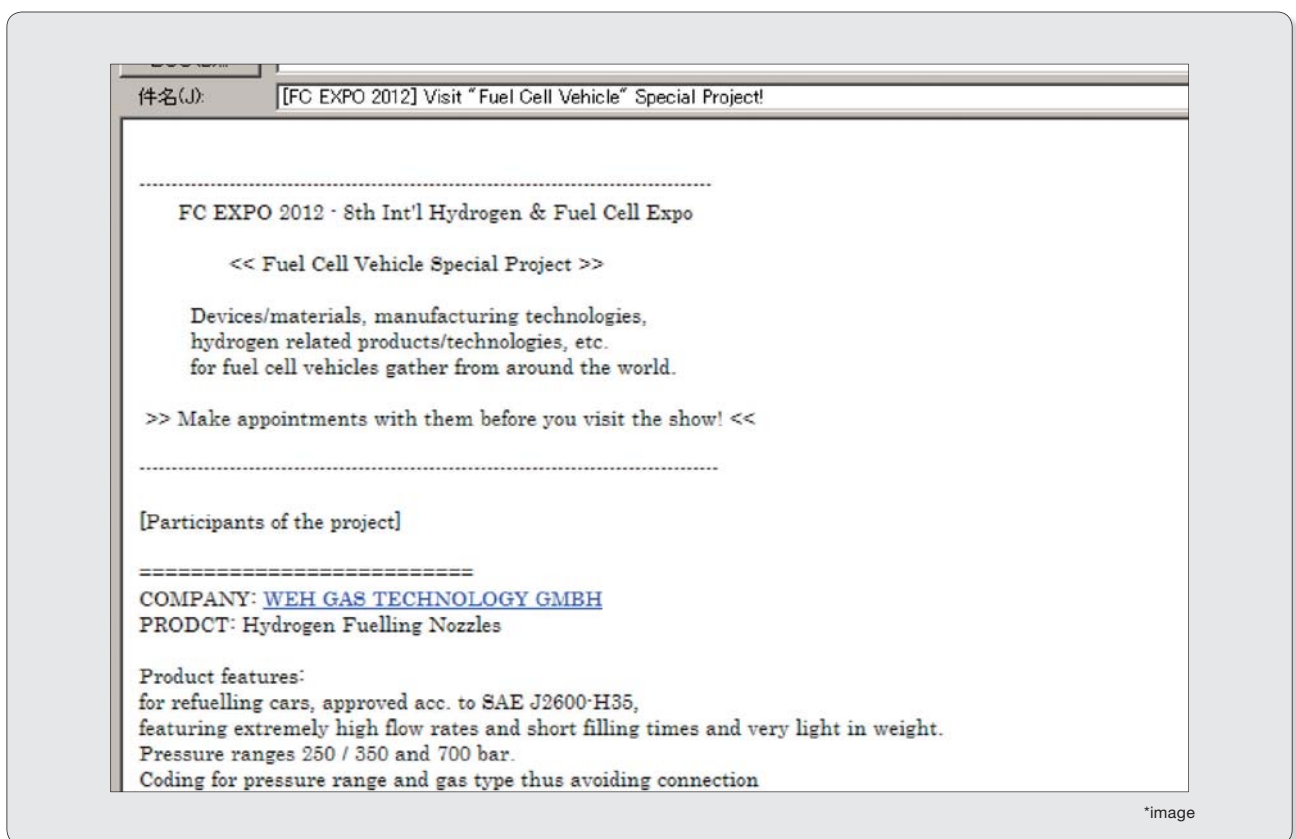 件名(J):
[FC EXPO 2012] Visit "Fuel Cell Vehicle" Special Project!
FC EXPO 2012 - 8th Int'l Hydrogen & Fuel Cell Expo
<< Fuel Cell Vehicle Special Project >>
Devices/materials, manufacturing technologies,
hydrogen related products/technologies, etc.
for fuel cell vehicles gather from around the world.
>> Make appointments with them before you visit the show! <<
[Participants of the project]
==========================
COMPANY: WEH GAS TECHNOLOGY GMBH
PRODCT: Hydrogen Fuelling Nozzles
Product features:
for refuelling cars, approved acc. to SAE J2600-H35,
featuring extremely high flow rates and short filling times and very light in weight.
Pressure ranges 250 / 350 and 700 bar.
Coding for pressure range and gas type thus avoiding connection
*image